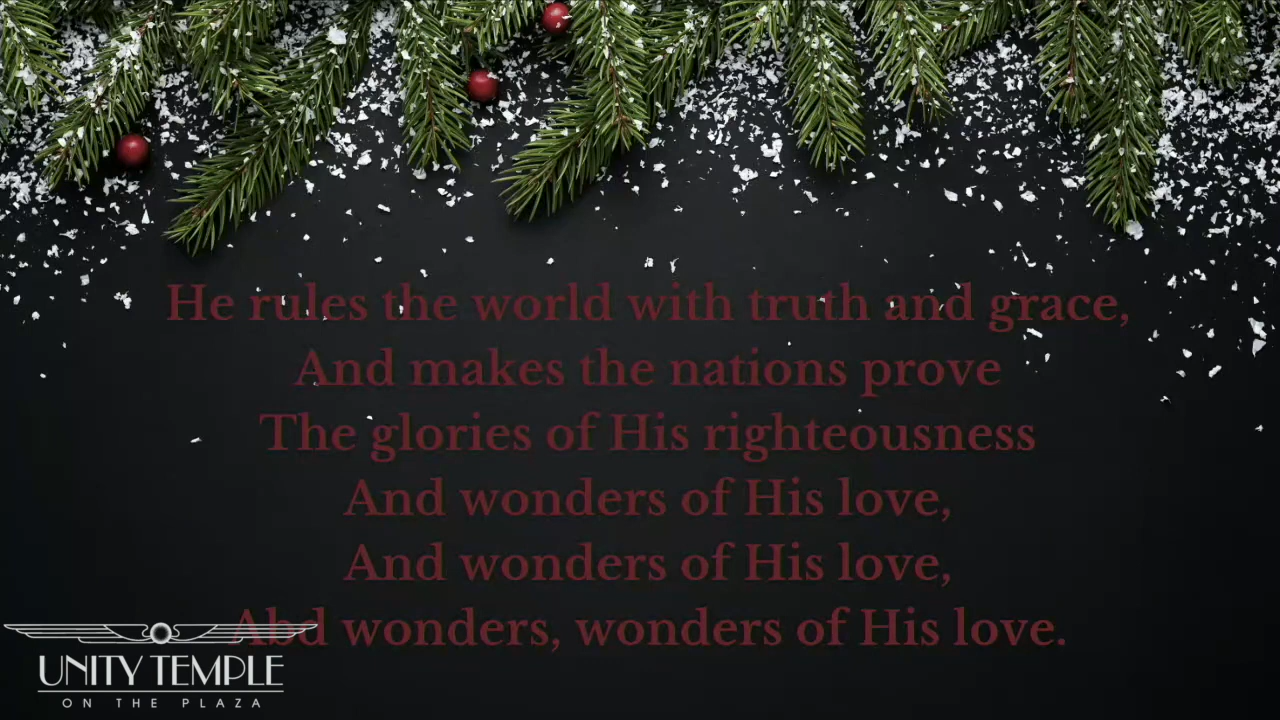 He rules the world with truth and grace,
And makes the nations prove
The glories of His righteousness
And wonders of His love,
And wonders of His love,
Abd wonders, wonders of His love.
UNITY TEMPLE
ON THE PLAZA